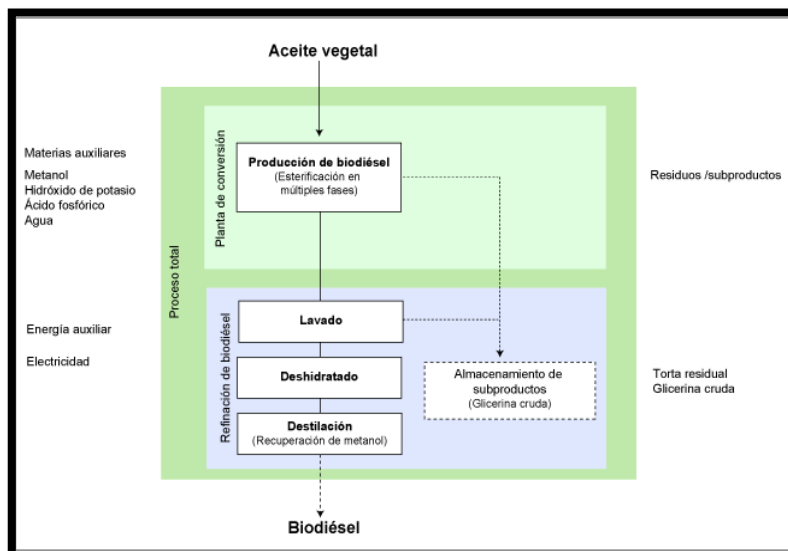 Aceite vegetal
Proceso total
Planta de conversión
Materias auxiliares
Metanol
Hidróxido de potasio
Ácido fosfórico
Agua
Producción de biodiésel
(Esterificación en
múltiples fases)
Residuos /subproductos
Refinación de biodiésel
Energía auxiliar
Electricidad
Lavado
Deshidratado
Destilación
(Recuperación de metanol)
Almacenamiento de
subproductos
(Glicerina cruda)
Torta residual
Glicerina cruda
Biodiésel